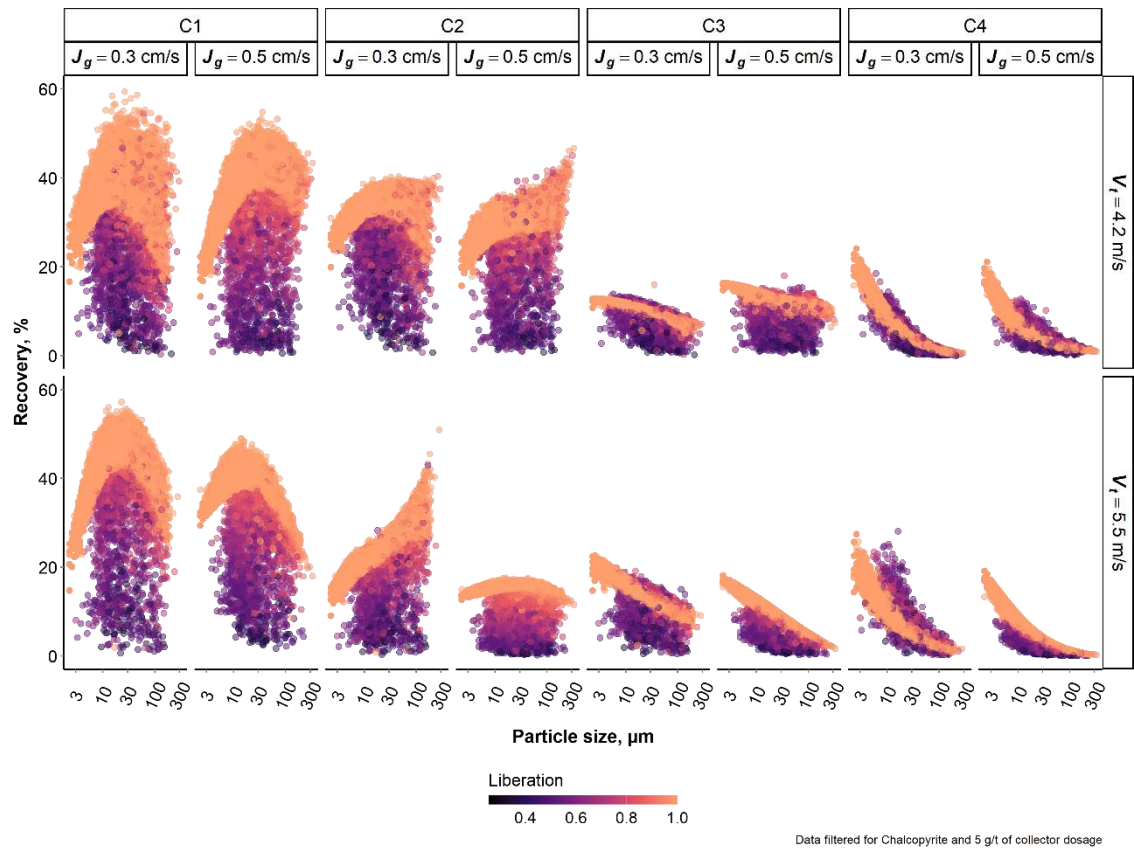 C1 C2 C3 C4
Jg = 0.3 cm/s Jg = 0.5 cm/s Jg = 0.3 cm/s Jg = 0.5 cm/s Jg = 0.3 cm/s Jg = 0.5 cm/s Jg = 0.3 cm/s Jg = 0.5 cm/s
60
40
20
0
Vt = 4.2 m/s
Recovery, %
60
40
20
0
Vt = 5.5 m/s
3 10 30 100 300 3 10 30 100 300 3 10 30 100 300 3 10 30 100 300 3 10 30 100 300 3 10 30 100 300 3 10 30 100 300 3 10 30 100 300
Particle size, µm
Liberation
0.4 0.6 0.8 1.0
Data filtered for Chalcopyrite and 5 g/t of collector dosage